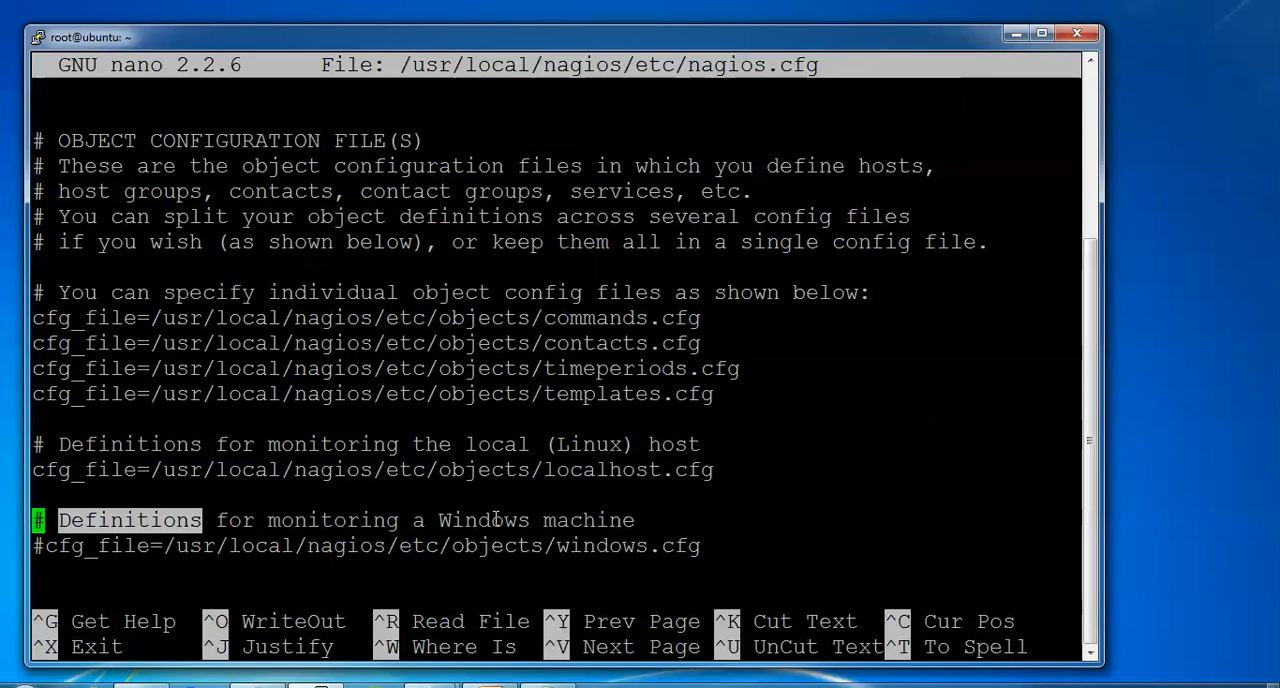 root@ubuntu: ~
GNU nano 2.2.6 File: /usr/local/nagios/etc/nagios.cfg
# OBJECT CONFIGURATION FILE(S)
# These are the object configuration files in which you define hosts,
# host groups, contacts, contact groups, services, etc.
# You can split your object definitions across several config files
# if you wish (as shown below), or keep them all in a single config file.
# You can specify individual object config files as shown below:
cfg_file=/usr/local/nagios/etc/objects/commands.cfg
cfg_file=/usr/local/nagios/etc/objects/contacts.cfg
cfg_file=/usr/local/nagios/etc/objects/timeperiods.cfg
cfg_file=/usr/local/nagios/etc/objects/templates.cfg
# Definitions for monitoring the local (Linux) host
cfg_file=/usr/local/nagios/etc/objects/localhost.cfg
# Definitions for monitoring a Windows machine
#cfg_file=/usr/local/nagios/etc/objects/windows.cfg
^G Get Help ^O WriteOut ^R Read File ^Y Prev Page ^K Cut Text ^C Cur Pos
^X Exit ^J Justify ^W Where Is ^V Next Page ^U UnCut Text ^T To Spell